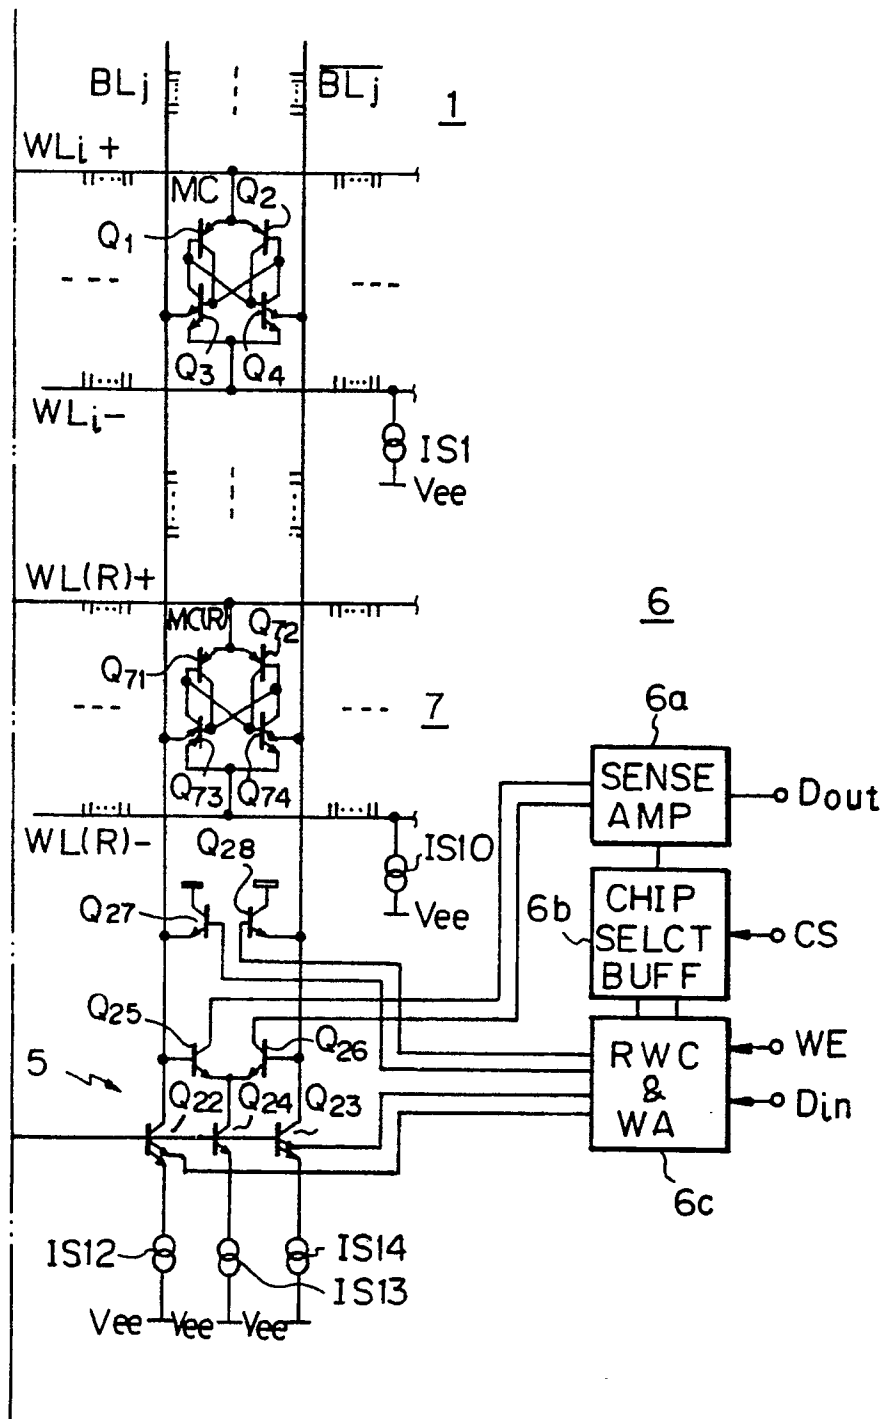 BLj
B̅L̅j̅
1
WLi+
MC
Q2
Q1
Q3
Q4
WLi-
IS1
Vee
WL(R)+
MC(R)
Q72
Q71
7
Q73
Q74
WL(R)-
Q28
IS10
Vee
Q27
6
6a
SENSE
AMP
Dout
6b
CHIP
SELCT
BUFF
CS
Q25
Q26
RWC
&
WA
WE
Din
6c
5
Q22
Q24
Q23
IS12
IS14
IS13
Vee
Vee
Vee